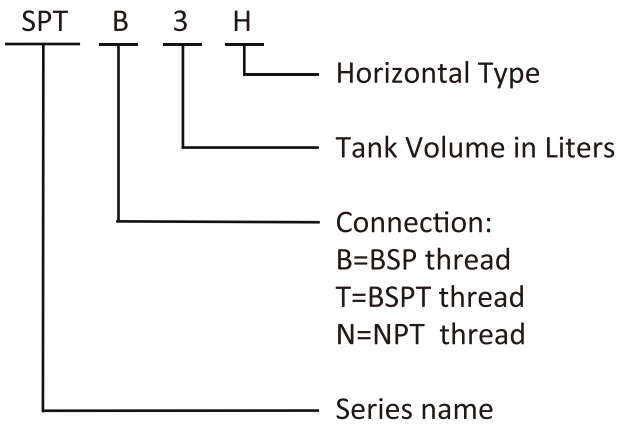 SPT B 3 H
Horizontal Type
Tank Volume in Liters
Connection:
B=BSP thread
T=BSPT thread
N=NPT thread
Series name